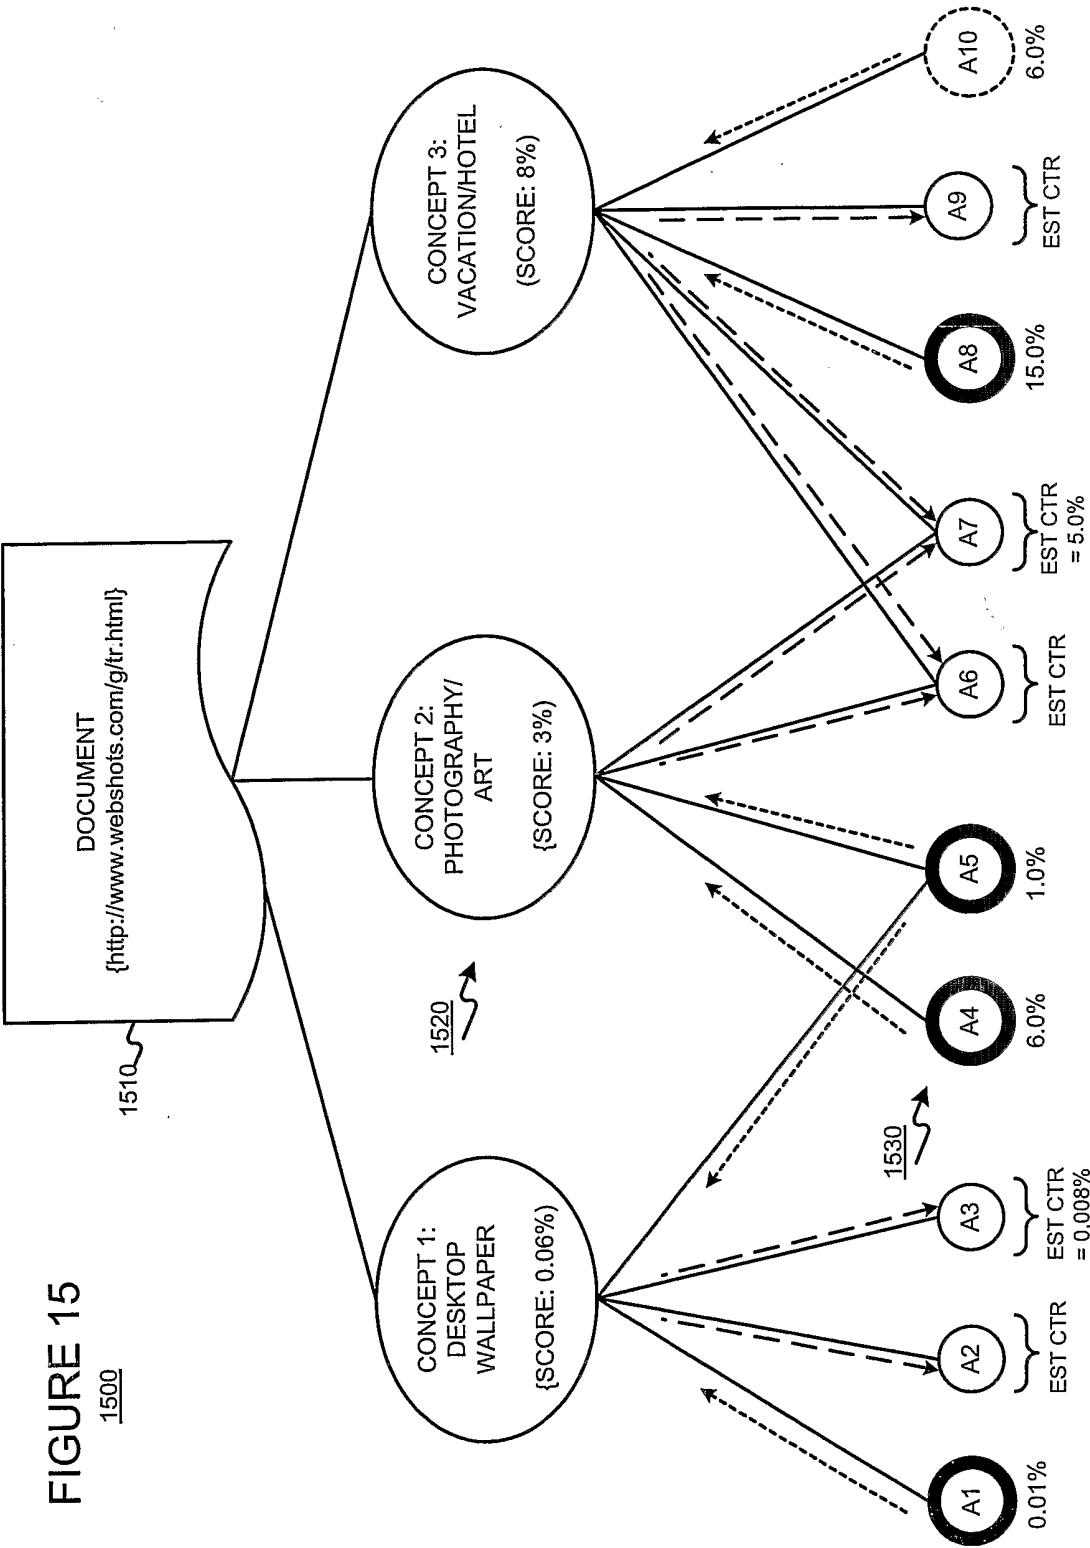 FIGURE 15
1500
DOCUMENT
{http://www.webshots.com/g/tr.html}
1510
CONCEPT 1:
DESKTOP
WALLPAPER
{SCORE: 0.06%)
CONCEPT 2:
PHOTOGRAPHY/
ART
{SCORE: 3%)
CONCEPT 3:
VACATION/HOTEL
(SCORE: 8%)
1520
1530
A1
A2
A3
A4
A5
A6
A7
A8
A9
A10
0.01%
EST CTR
EST CTR
= 0.008%
6.0%
1.0%
EST CTR
EST CTR
= 5.0%
15.0%
EST CTR
6.0%